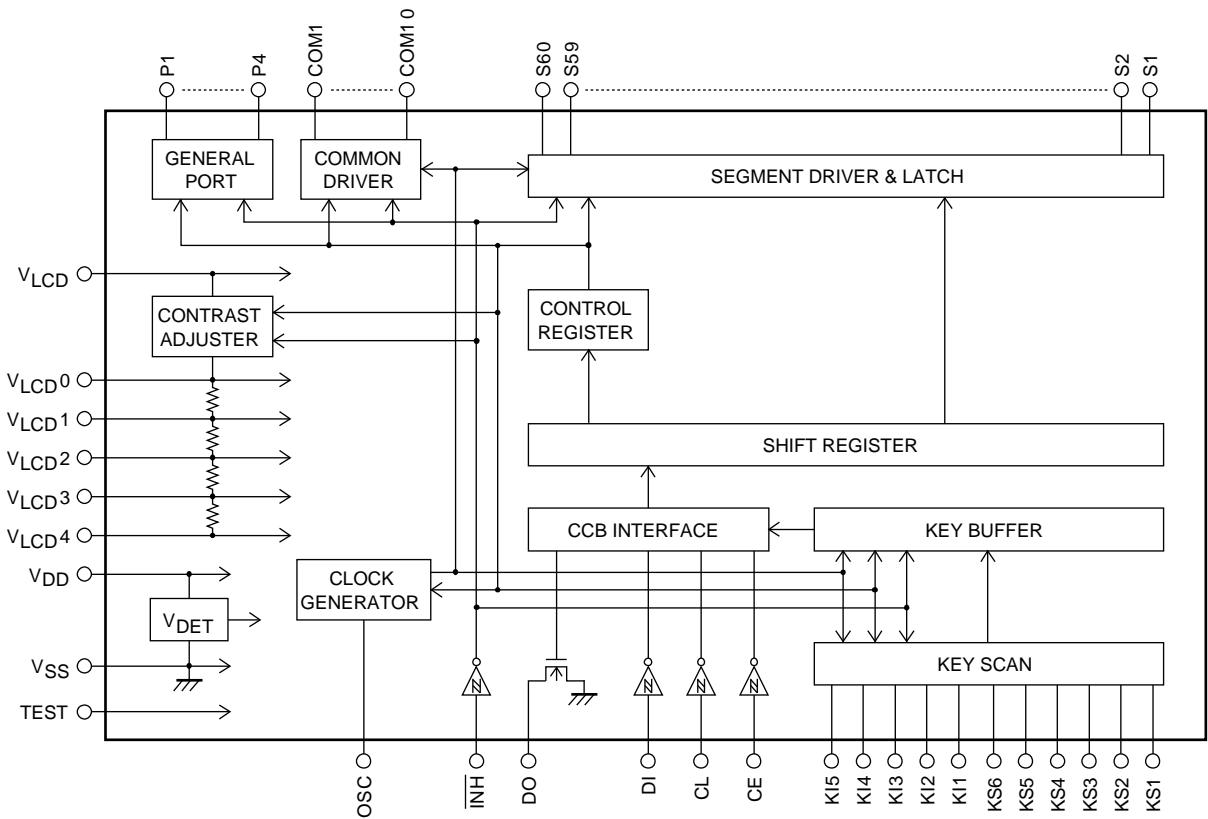 P1
P4
COM1
COM10
S60
S59
S2
S1
GENERAL
PORT
COMMON
DRIVER
SEGMENT DRIVER & LATCH
VLCD
CONTRAST
ADJUSTER
CONTROL
REGISTER
VLCD0
VLCD1
VLCD2
VLCD3
VLCD4
SHIFT REGISTER
CCB INTERFACE
KEY BUFFER
VDD
CLOCK
GENERATOR
VDET
VSS
KEY SCAN
TEST
OSC
INH
DO
DI
CL
CE
KI5
KI4
KI3
KI2
KI1
KS6
KS5
KS4
KS3
KS2
KS1